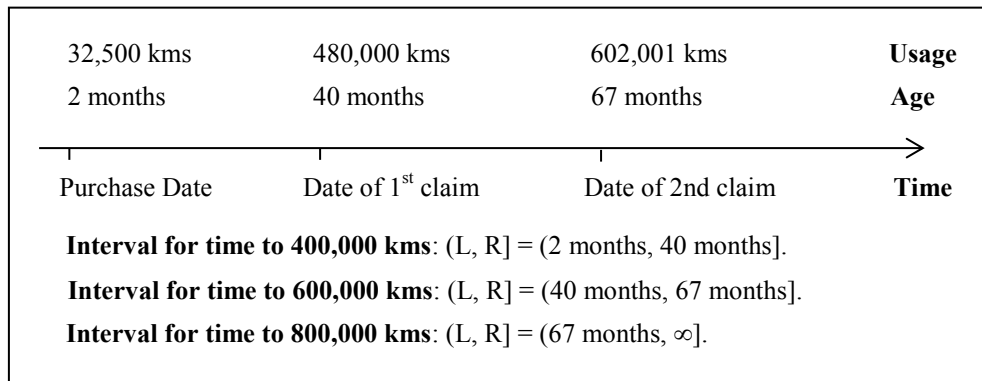 32,500 kms 480,000 kms 602,001 kms Usage
2 months 40 months 67 months Age
Purchase Date Date of 1st claim Date of 2nd claim Time
Interval for time to 400,000 kms: (L, R] = (2 months, 40 months].
Interval for time to 600,000 kms: (L, R] = (40 months, 67 months].
Interval for time to 800,000 kms: (L, R] = (67 months, ∞].